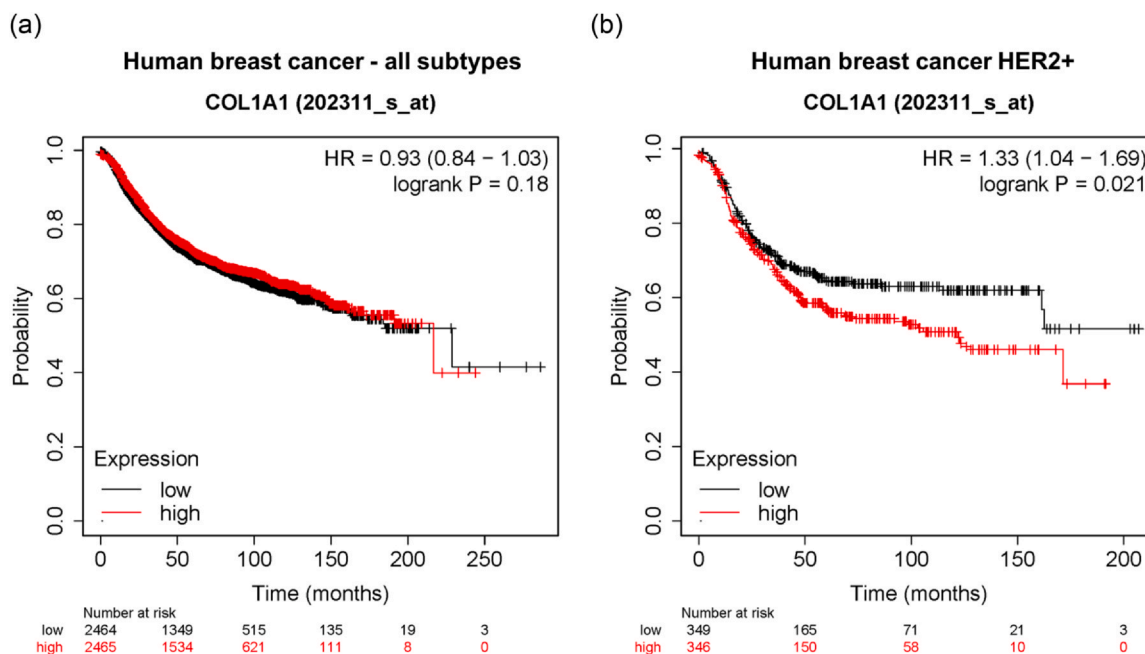 (a)
Human breast cancer - all subtypes
COL1A1 (202311_s_at)
HR = 0.93 (0.84 − 1.03)
logrank P = 0.18
Probability
1.0
0.8
0.6
0.4
0.2
0.0
Expression
low
high
0 50 100 150 200 250
Time (months)
Number at risk
low 2464 1349 515 135 19 3
high 2465 1534 621 111 8 0
(b)
Human breast cancer HER2+
COL1A1 (202311_s_at)
HR = 1.33 (1.04 − 1.69)
logrank P = 0.021
Probability
1.0
0.8
0.6
0.4
0.2
0.0
Expression
low
high
0 50 100 150 200
Time (months)
Number at risk
low 349 165 71 21 3
high 346 150 58 10 0